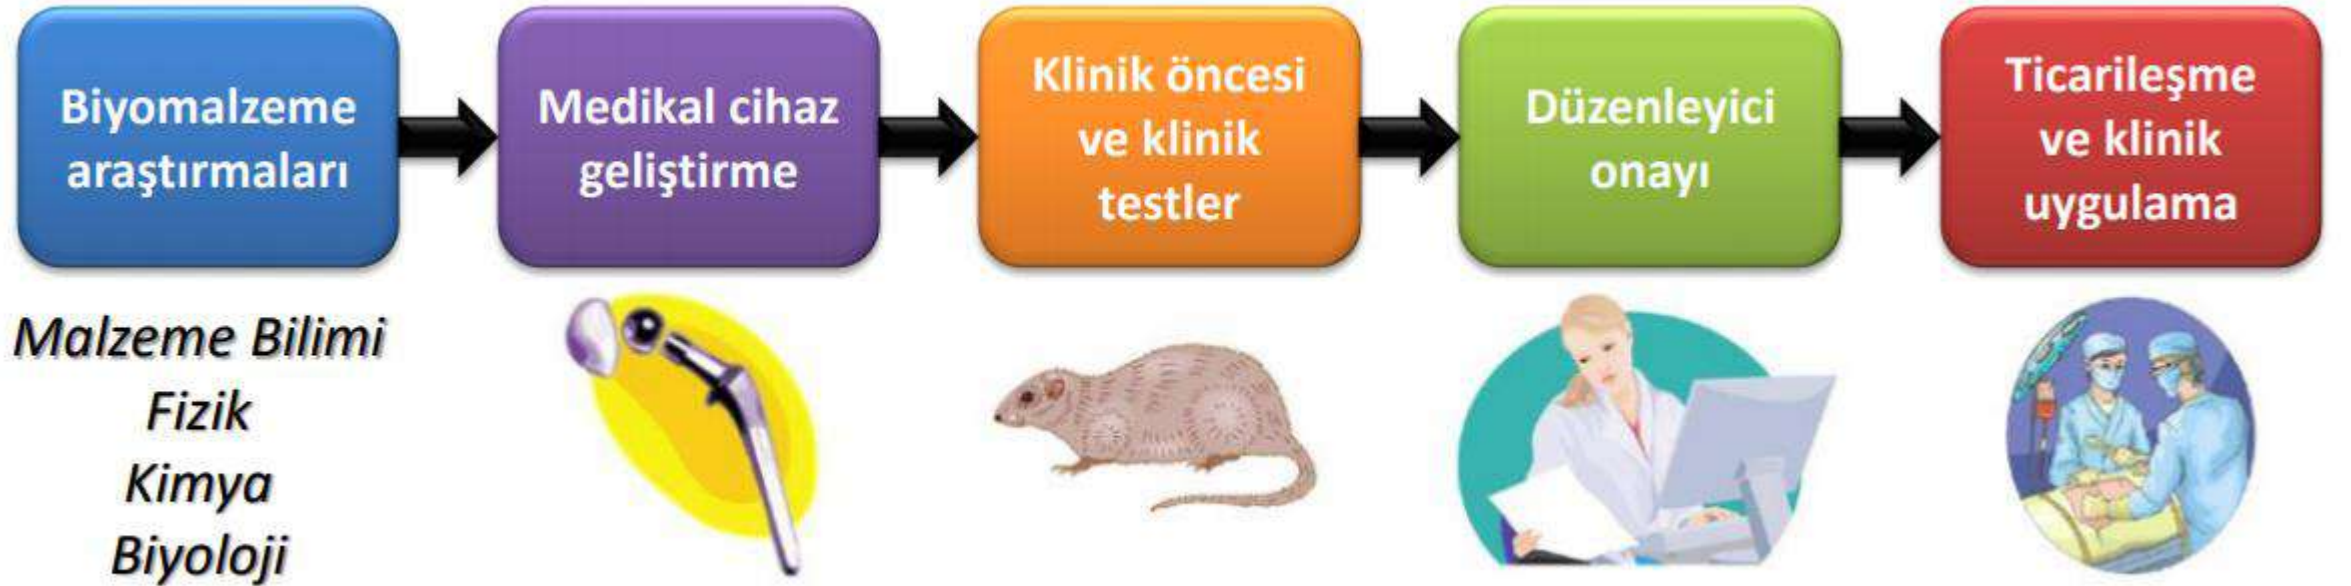 Biyomalzeme
araştırmaları
Medikal cihaz
geliştirme
Klinik öncesi
ve klinik
testler
Düzenleyici
onayı
Ticarileşme
ve klinik
uygulama
Malzeme Bilimi
Fizik
Kimya
Biyoloji